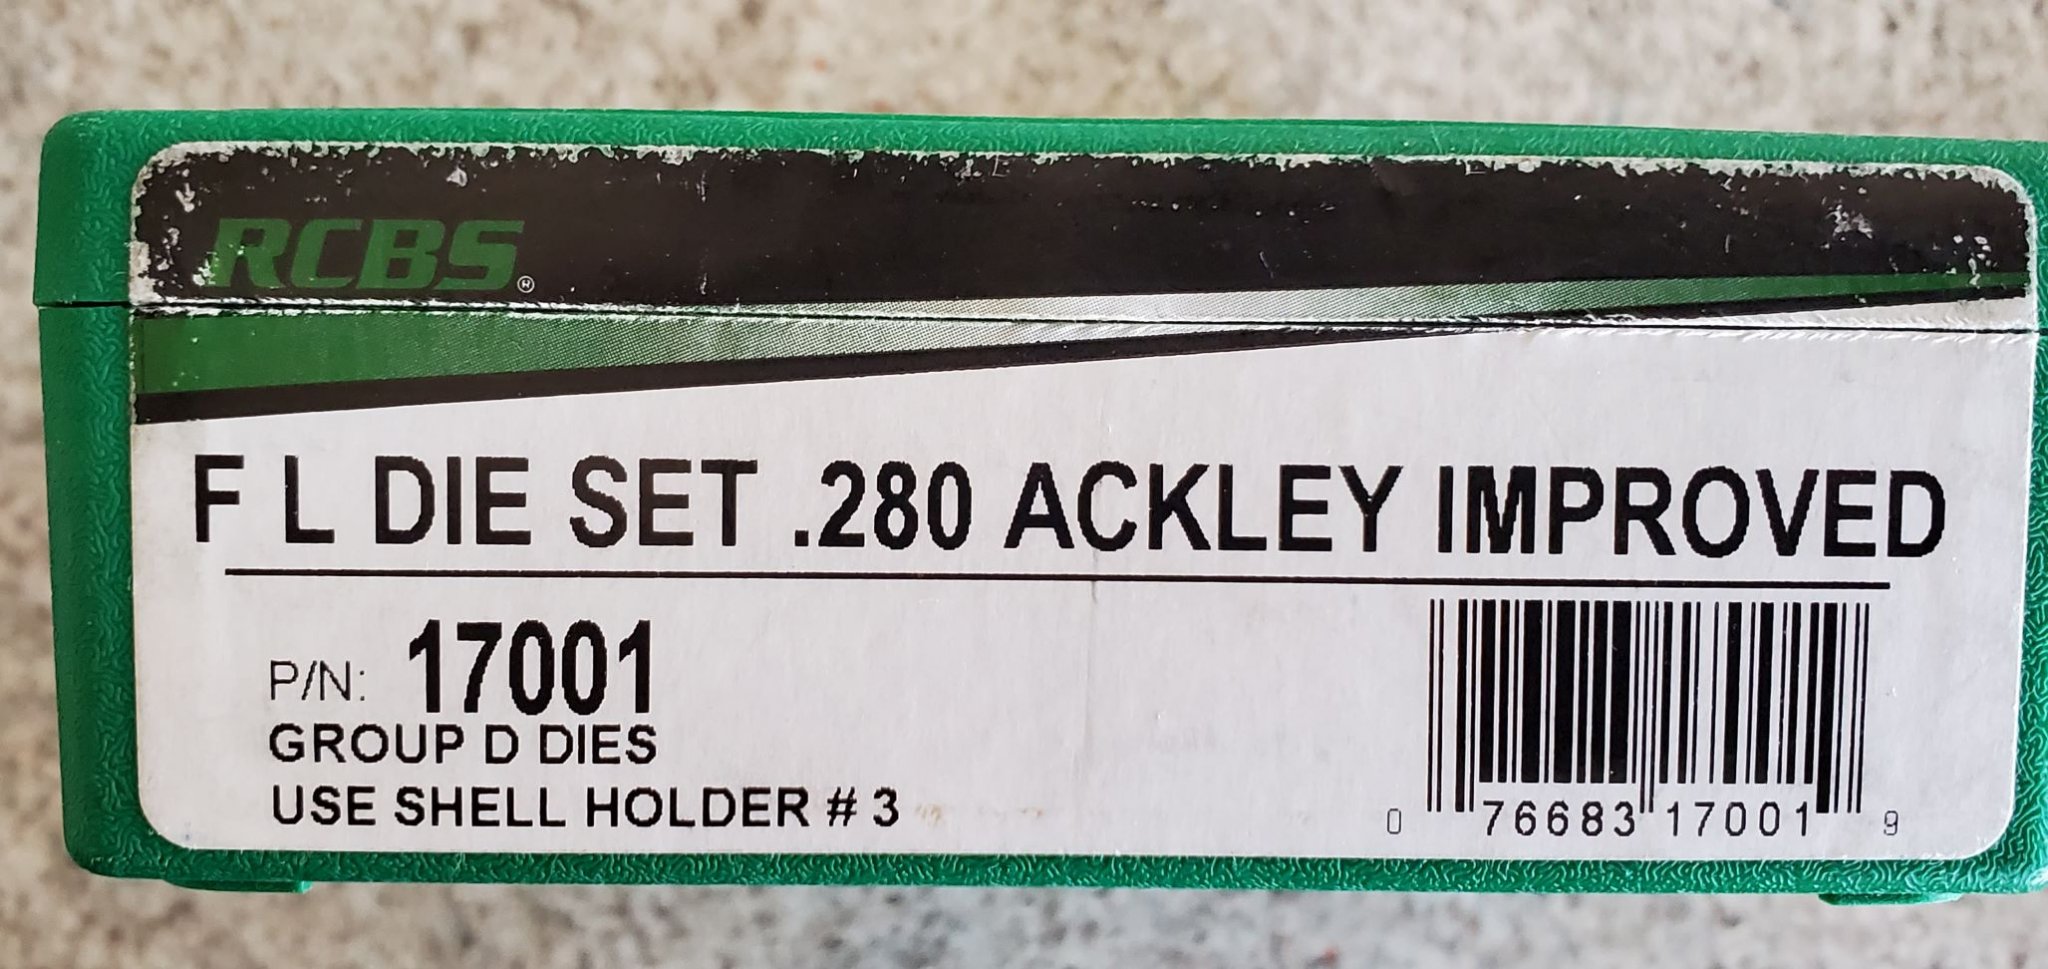 RCBS®
F L DIE SET .280 ACKLEY IMPROVED
P/N: 17001
GROUP D DIES
USE SHELL HOLDER # 3
0 76683 17001 9